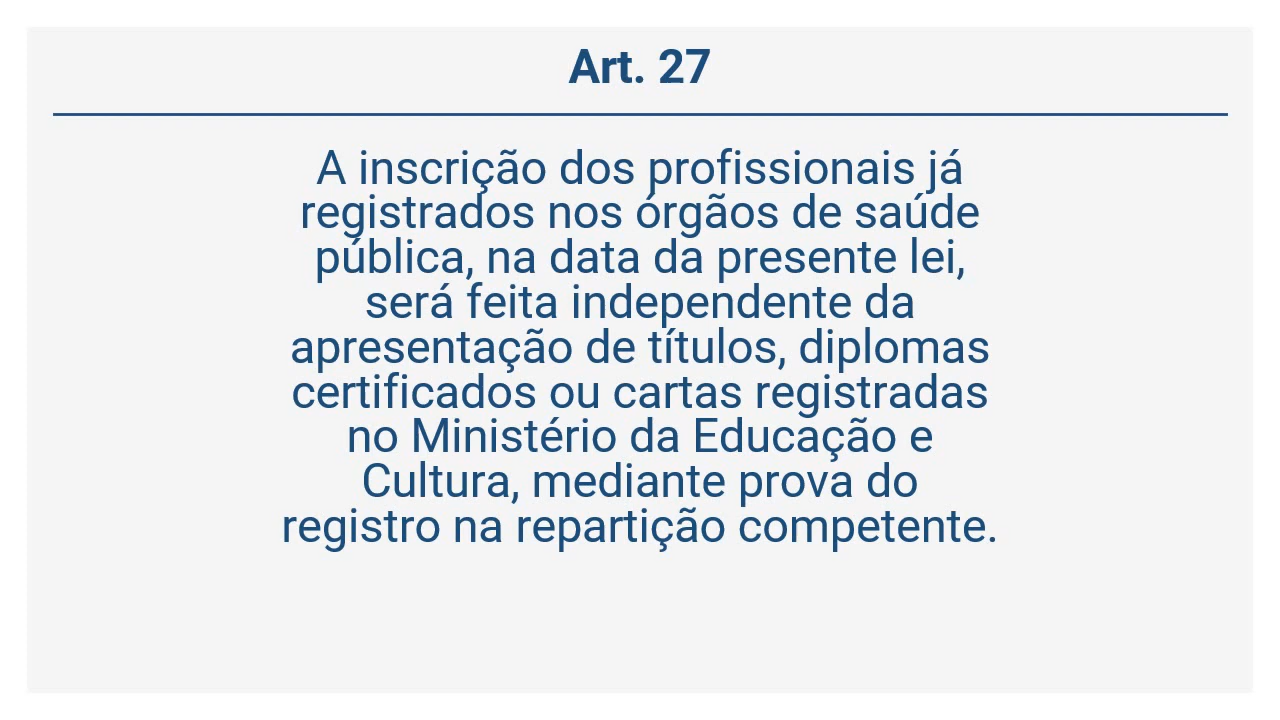 Art. 27
A inscrição dos profissionais já
registrados nos órgãos de saúde
pública, na data da presente lei,
será feita independente da
apresentação de títulos, diplomas
certificados ou cartas registradas
no Ministério da Educação e
Cultura, mediante prova do
registro na repartição competente.